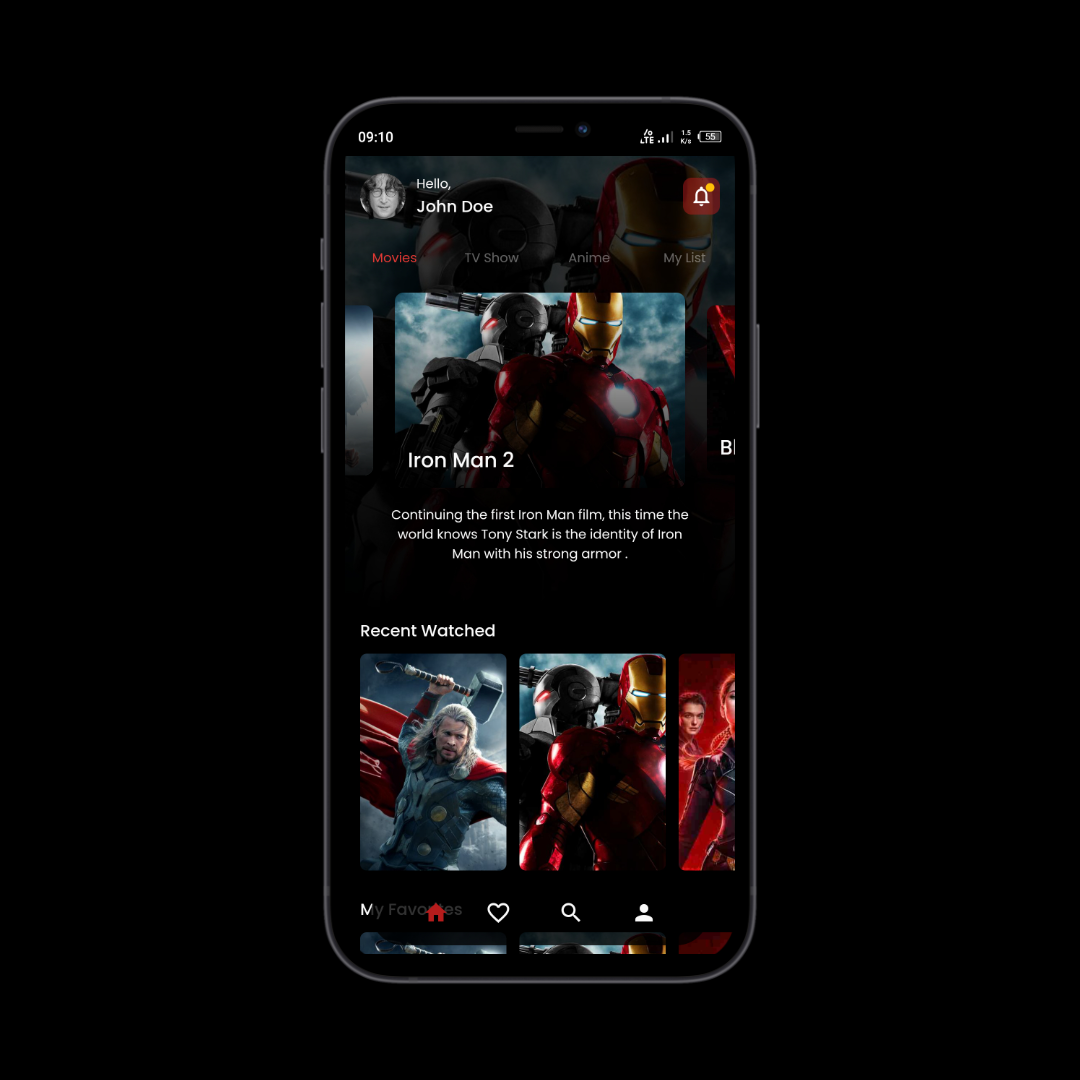 09:10
Vo LTE 1.5 K/s 55
Hello,
John Doe
Movies TV Show Anime My List
Iron Man 2
Bl
Continuing the first Iron Man film, this time the
world knows Tony Stark is the identity of Iron
Man with his strong armor .
Recent Watched
My Favorites